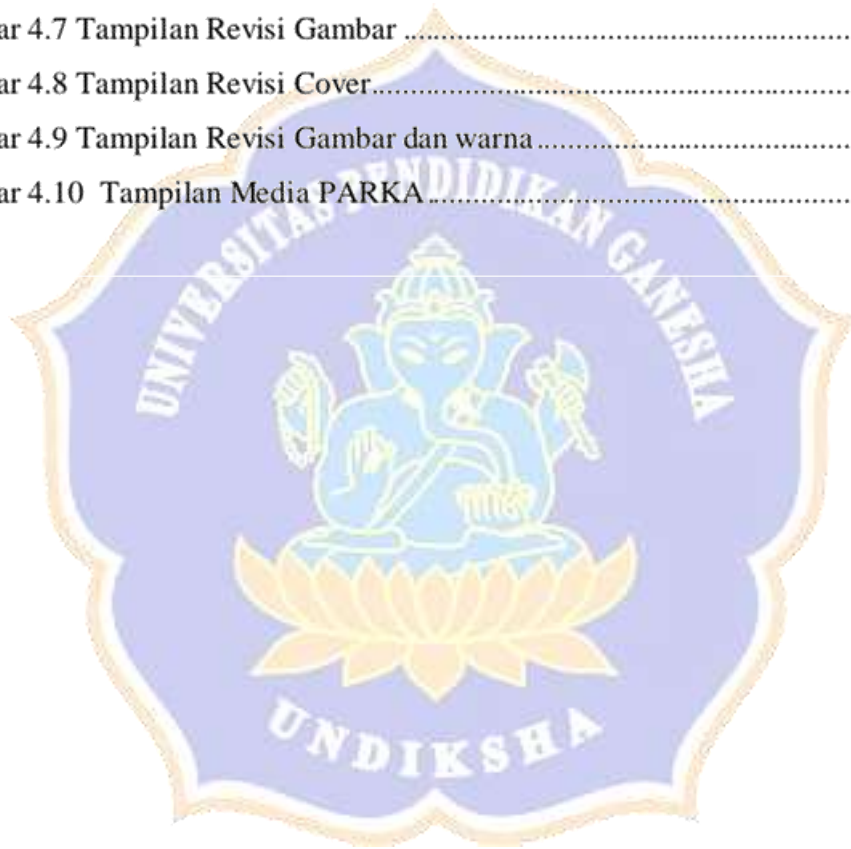 ar 4.7 Tampilan Revisi Gambar ........................................................
ar 4.8 Tampilan Revisi Cover............................................................
ar 4.9 Tampilan Revisi Gambar dan warna .......................................
ar 4.10  Tampilan Media PARKA.....................................................
UNIVERSITAS PENDIDIKAN GANESHA
UNDIKSHA